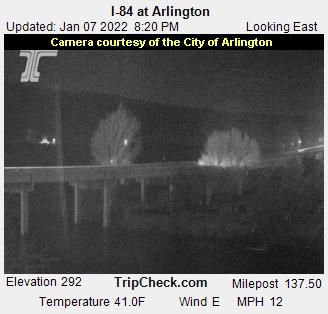 I-84 at Arlington
Updated: Jan 07 2022 8:20 PM Looking East
Camera courtesy of the City of Arlington
Elevation 292 TripCheck.com Milepost 137.50
Temperature 41.0F Wind E MPH 12